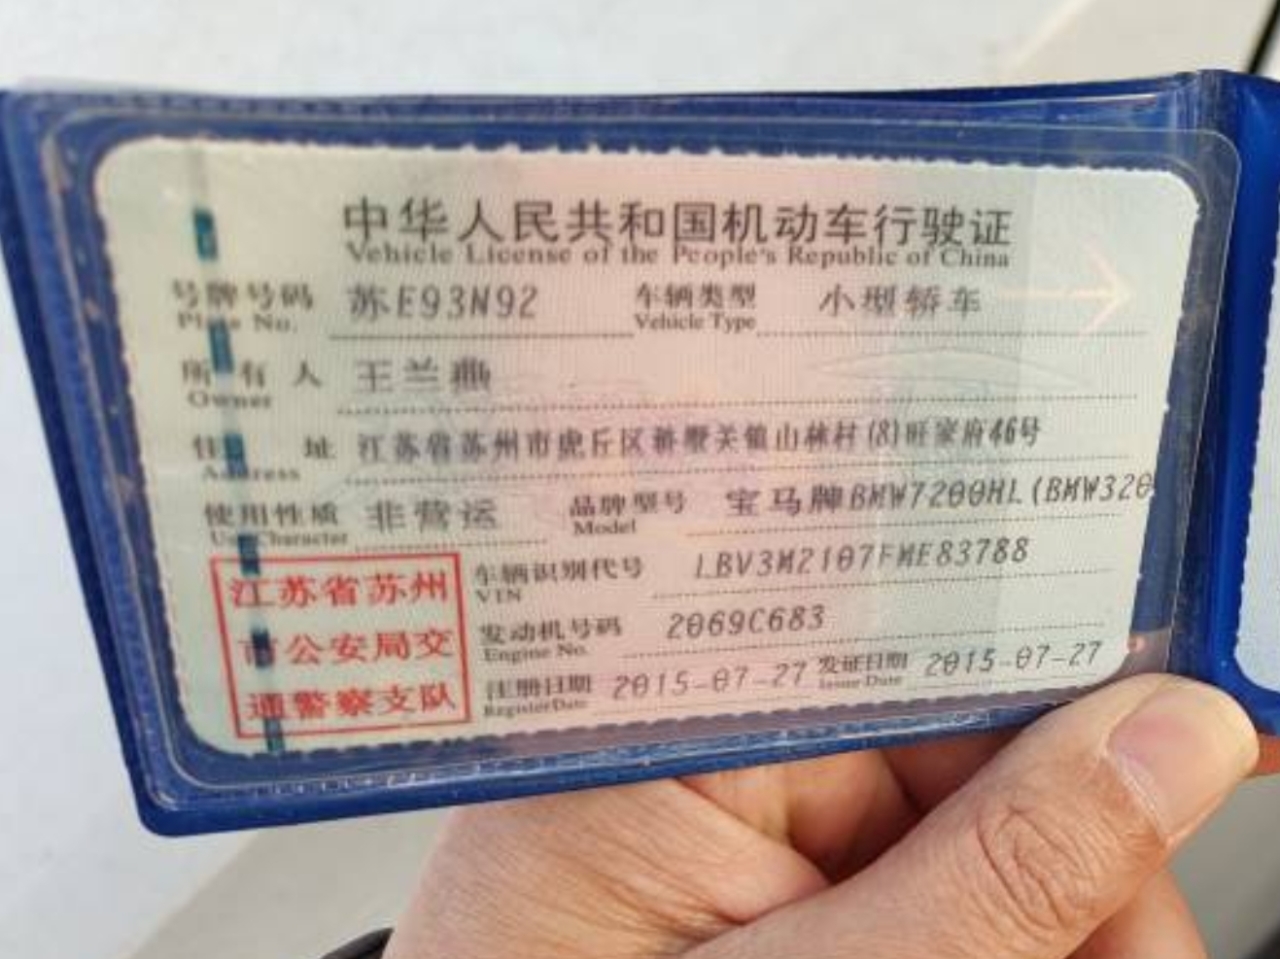 中华人民共和国机动车行驶证
Vehicle License of the People's Republic of China
号牌号码 苏E93N92 车辆类型 小型轿车
Plate No. Vehicle Type
所有人 王兰燕
Owner
住址 江苏省苏州市虎丘区浒墅关镇山林村(8)旺家府46号
Address
使用性质 非营运 品牌型号 宝马牌BMW7200HL(BMW320
Use Character Model
江苏省苏州
市公安局交
通警察支队
车辆识别代号 LBV3M2107FME83788
VIN
发动机号码 2069C683
Engine No.
注册日期 2015-07-27 发证日期 2015-07-27
Register Date Issue Date